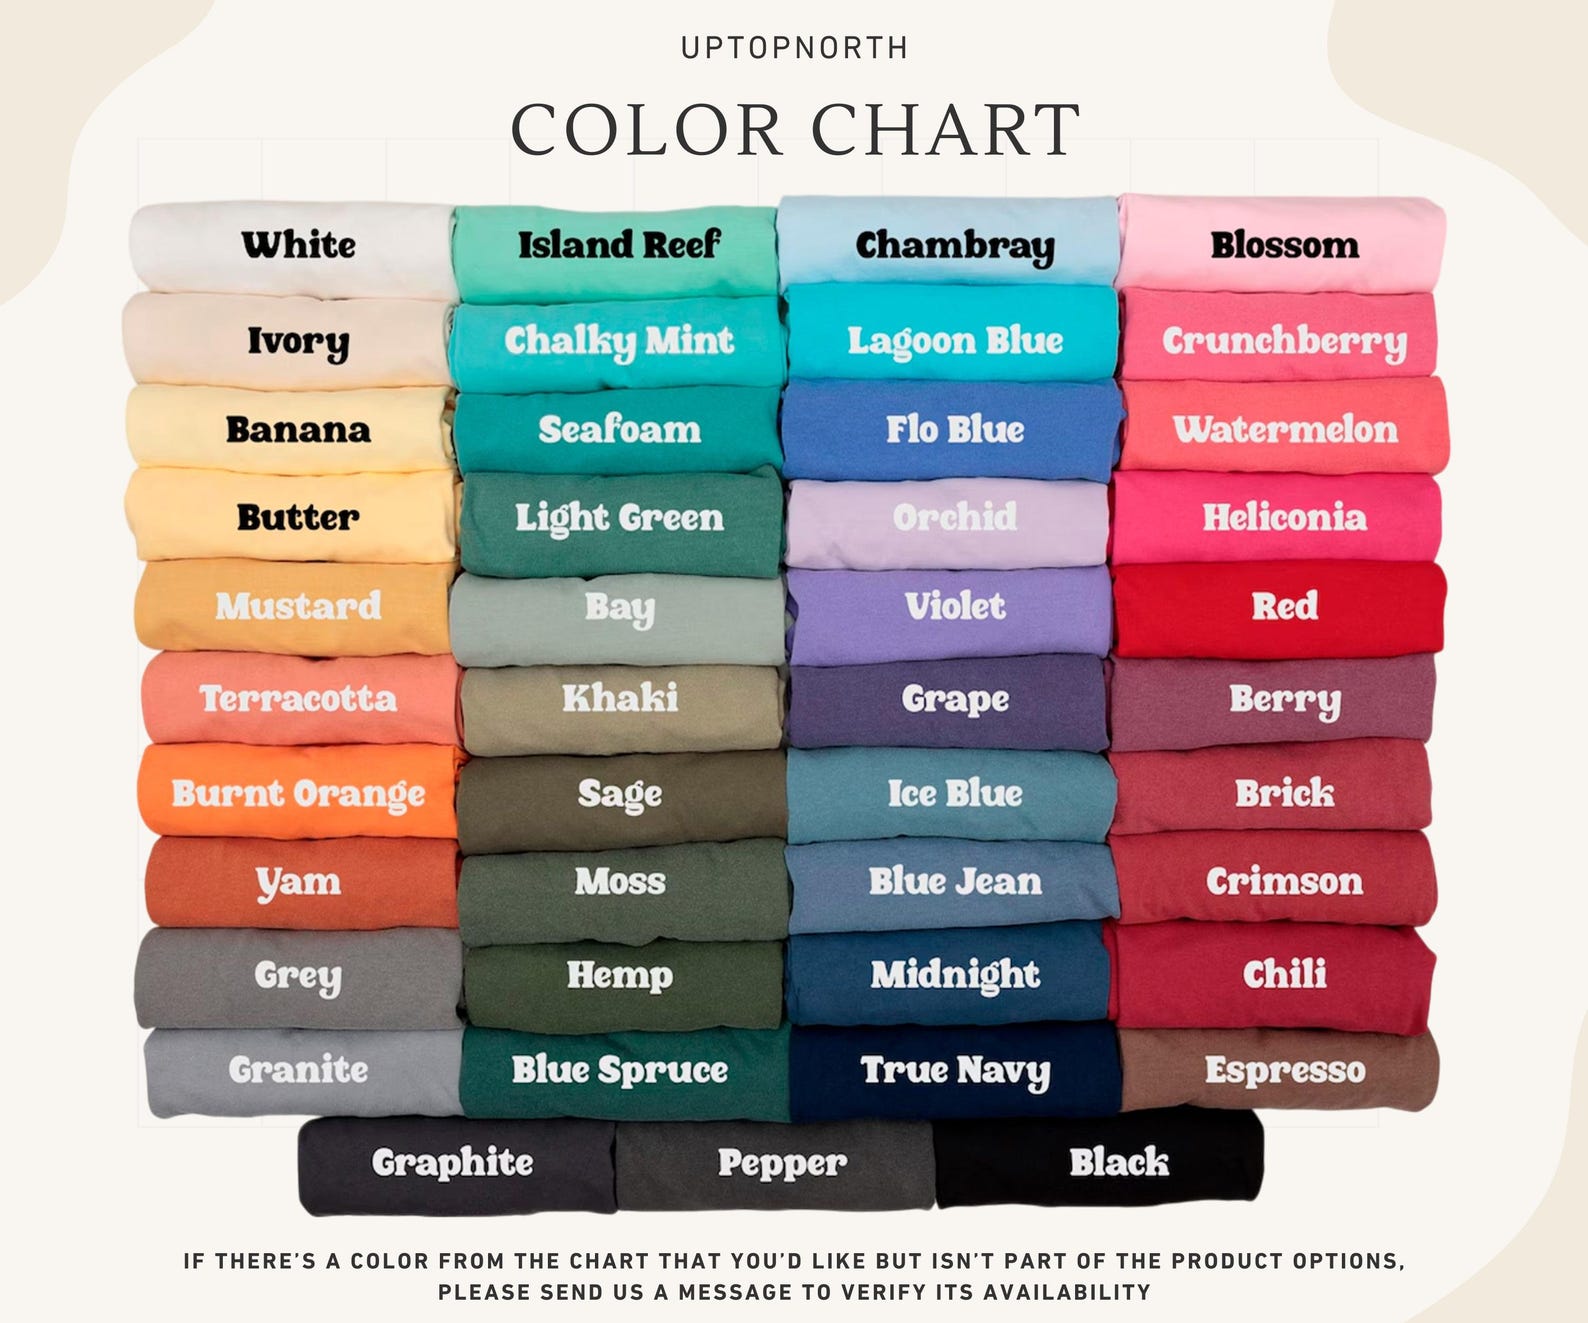 UPTOPNORTH
COLOR CHART
White
Island Reef
Chambray
Blossom
Ivory
Chalky Mint
Lagoon Blue
Crunchberry
Banana
Seafoam
Flo Blue
Watermelon
Butter
Light Green
Orchid
Heliconia
Mustard
Bay
Violet
Red
Terracotta
Khaki
Grape
Berry
Burnt Orange
Sage
Ice Blue
Brick
Yam
Moss
Blue Jean
Crimson
Grey
Hemp
Midnight
Chili
Granite
Blue Spruce
True Navy
Espresso
Graphite
Pepper
Black
IF THERE'S A COLOR FROM THE CHART THAT YOU'D LIKE BUT ISN'T PART OF THE PRODUCT OPTIONS,
PLEASE SEND US A MESSAGE TO VERIFY ITS AVAILABILITY